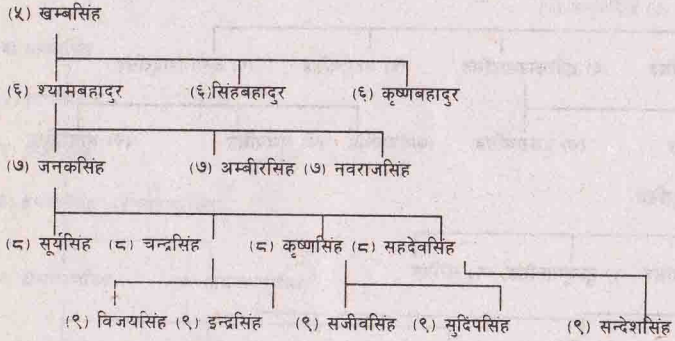 (५) खम्बसिंह
(६) श्यामबहादुर (६)सिंहबहादुर (६) कृष्णबहादुर
(७) जनकसिंह (७) अम्बीरसिंह (७) नवराजसिंह
(८) सूर्यसिंह (८) चन्द्रसिंह (८) कृष्णसिंह (८) सहदेवसिंह
(९) विजयसिंह (९) इन्द्रसिंह (९) सजीवसिंह (९) सुदिपसिंह (९) सन्देशसिंह